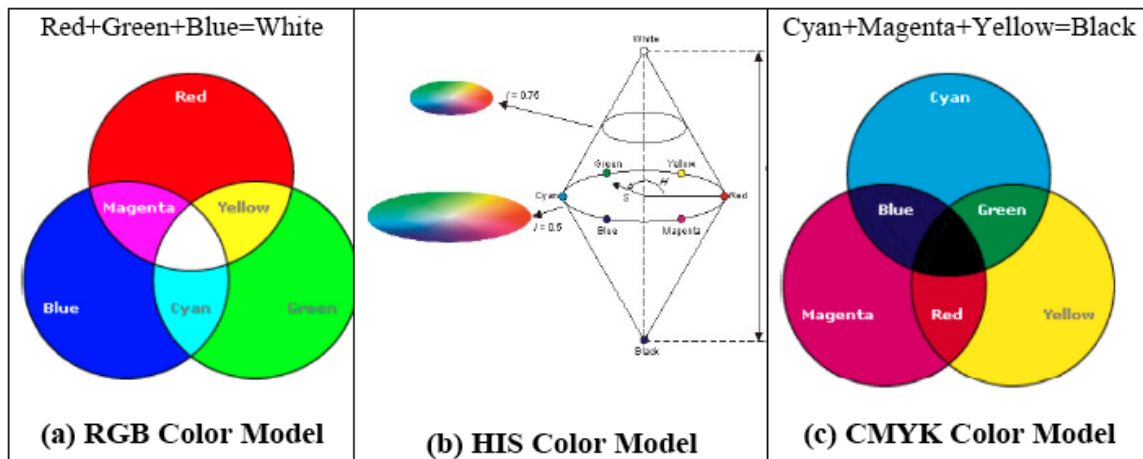 Red+Green+Blue=White
Red
Magenta
Yellow
Blue
Cyan
Green
(a) RGB Color Model
White
I = 0.75
Green
Yellow
H
S
Cyan
Red
I = 0.5
Blue
Magenta
Black
(b) HIS Color Model
Cyan+Magenta+Yellow=Black
Cyan
Blue
Green
Magenta
Red
Yellow
(c) CMYK Color Model